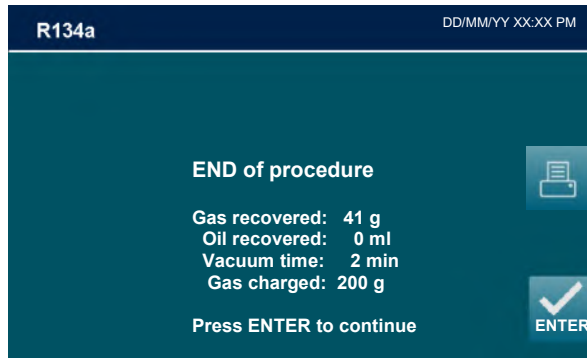 R134a
DD/MM/YY XX:XX PM
END of procedure
Gas recovered: 41 g
Oil recovered: 0 ml
Vacuum time: 2 min
Gas charged: 200 g
Press ENTER to continue
ENTER